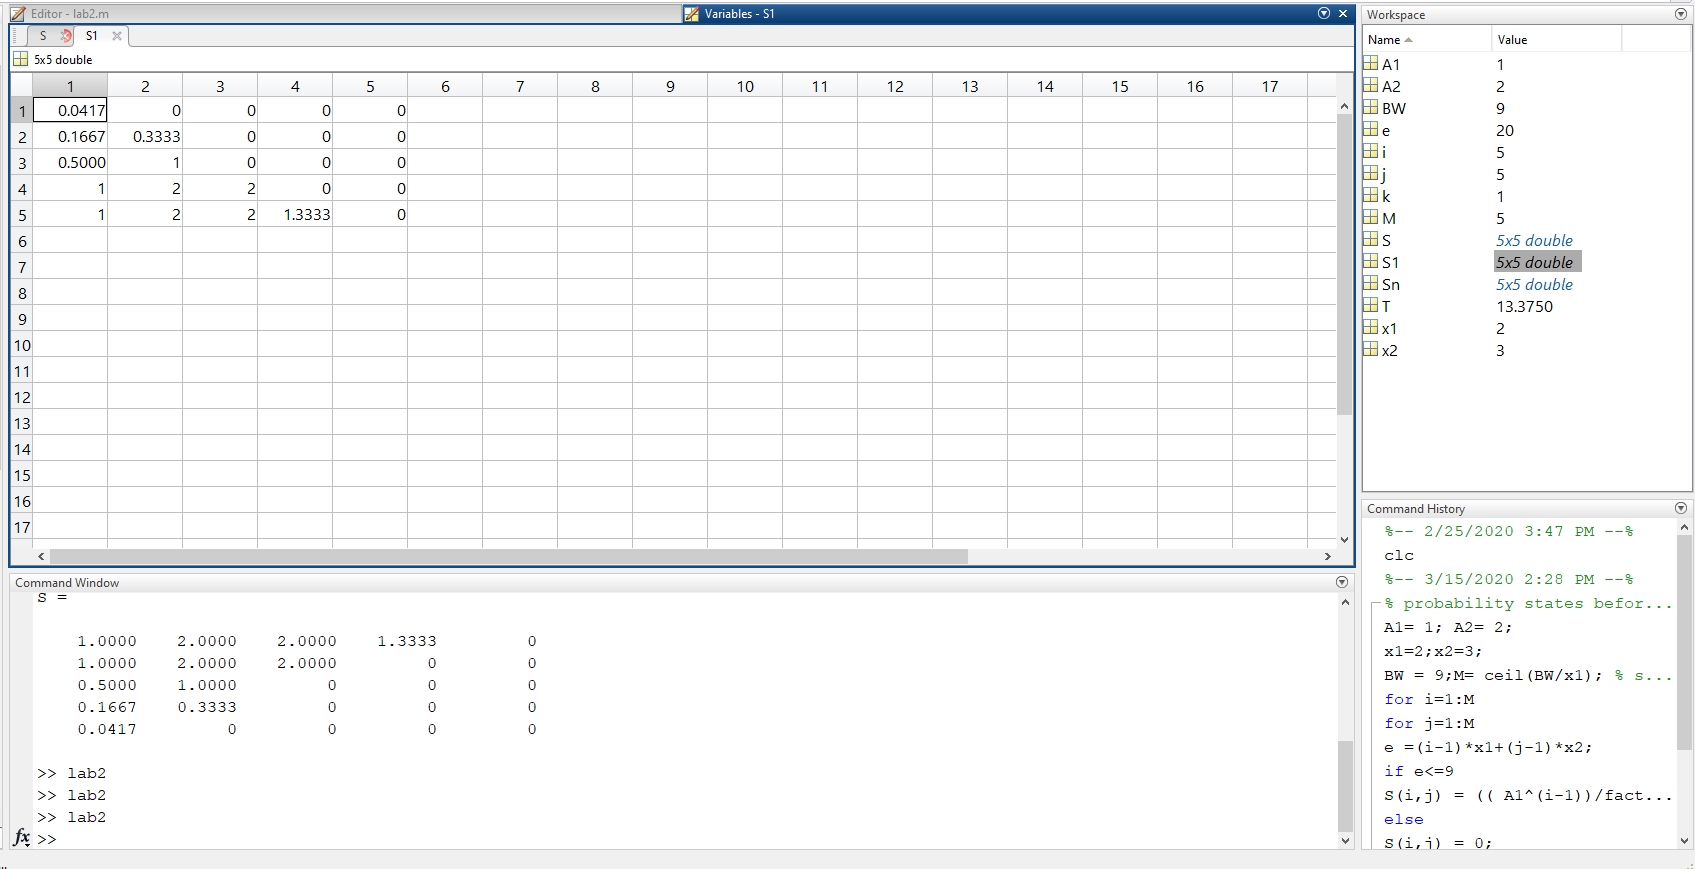 Editor - lab2.m
Variables - S1
S S1
5x5 double
1 2 3 4 5 6 7 8 9 10 11 12 13 14 15 16 17
1 0.0417 0 0 0 0
2 0.1667 0.3333 0 0 0
3 0.5000 1 0 0 0
4 1 2 2 0 0
5 1 2 2 1.3333 0
6
7
8
9
10
11
12
13
14
15
16
17
Command Window
S =
1.0000 2.0000 2.0000 1.3333 0
1.0000 2.0000 2.0000 0 0
0.5000 1.0000 0 0 0
0.1667 0.3333 0 0 0
0.0417 0 0 0 0
>> lab2
>> lab2
>> lab2
fx >>
Workspace
Name Value
A1 1
A2 2
BW 9
e 20
i 5
j 5
k 1
M 5
S 5x5 double
S1 5x5 double
Sn 5x5 double
T 13.3750
x1 2
x2 3
Command History
%-- 2/25/2020 3:47 PM --%
clc
%-- 3/15/2020 2:28 PM --%
% probability states befor...
A1= 1; A2= 2;
x1=2;x2=3;
BW = 9;M= ceil(BW/x1); % s...
for i=1:M
for j=1:M
e =(i-1)*x1+(j-1)*x2;
if e<=9
S(i,j) = (( A1^(i-1))/fact...
else
S(i,j) = 0;